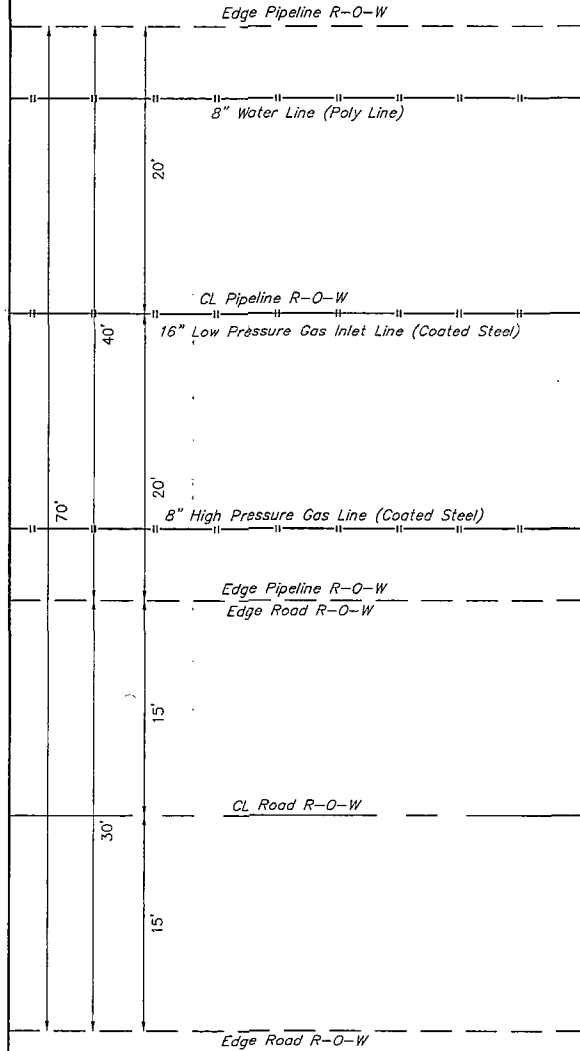 Edge Pipeline R-O-W
8" Water Line (Poly Line)
20'
CL Pipeline R-O-W
16" Low Pressure Gas Inlet Line (Coated Steel)
40'
20'
70'
8" High Pressure Gas Line (Coated Steel)
Edge Pipeline R-O-W
Edge Road R-O-W
15'
CL Road R-O-W
30'
15'
Edge Road R-O-W